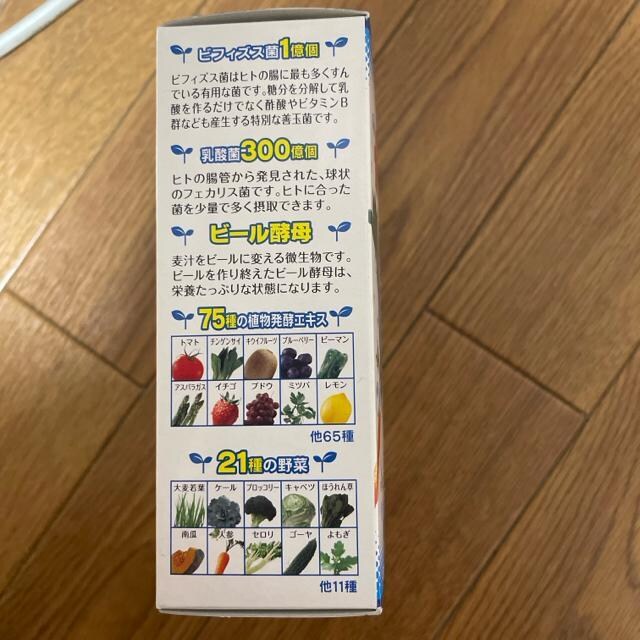 ビフィズス菌1億個
ビフィズス菌はヒトの腸に最も多くすん
でいる有用な菌です。糖分を分解して乳
酸を作るだけでなく酢酸やビタミンB
群なども産生する特別な善玉菌です。
乳酸菌300億個
ヒトの腸管から発見された、球状
のフェカリス菌です。ヒトに合った
菌を少量で多く摂取できます。
ビール酵母
麦汁をビールに変える微生物です。
ビールを作り終えたビール酵母は、
栄養たっぷりな状態になります。
75種の植物発酵エキス
トマト チンゲンサイ キウイフルーツ ブルーベリー ピーマン
アスパラガス イチゴ ブドウ ミツバ レモン
他65種
21種の野菜
大麦若葉 ケール ブロッコリー キャベツ ほうれん草
南瓜 人参 セロリ ゴーヤ よもぎ
他11種